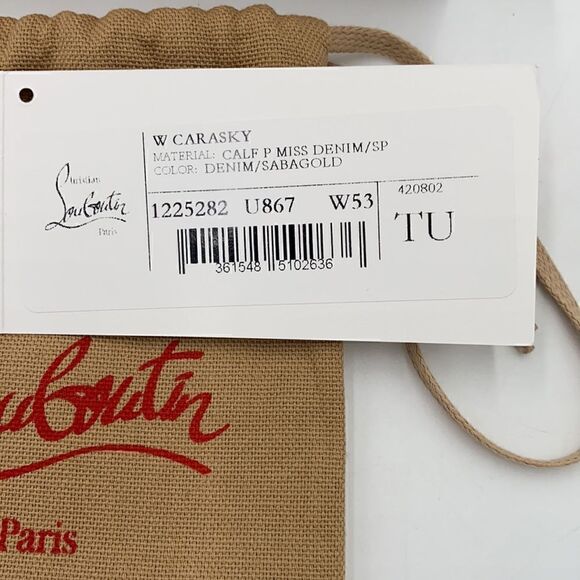 W CARASKY
MATERIAL: CALF P MISS DENIM/SP
COLOR: DENIM/SABAGOLD
Christian
Louboutin
Paris
1225282 U867 W53
420802
TU
361548 5102636
Louboutin
Paris